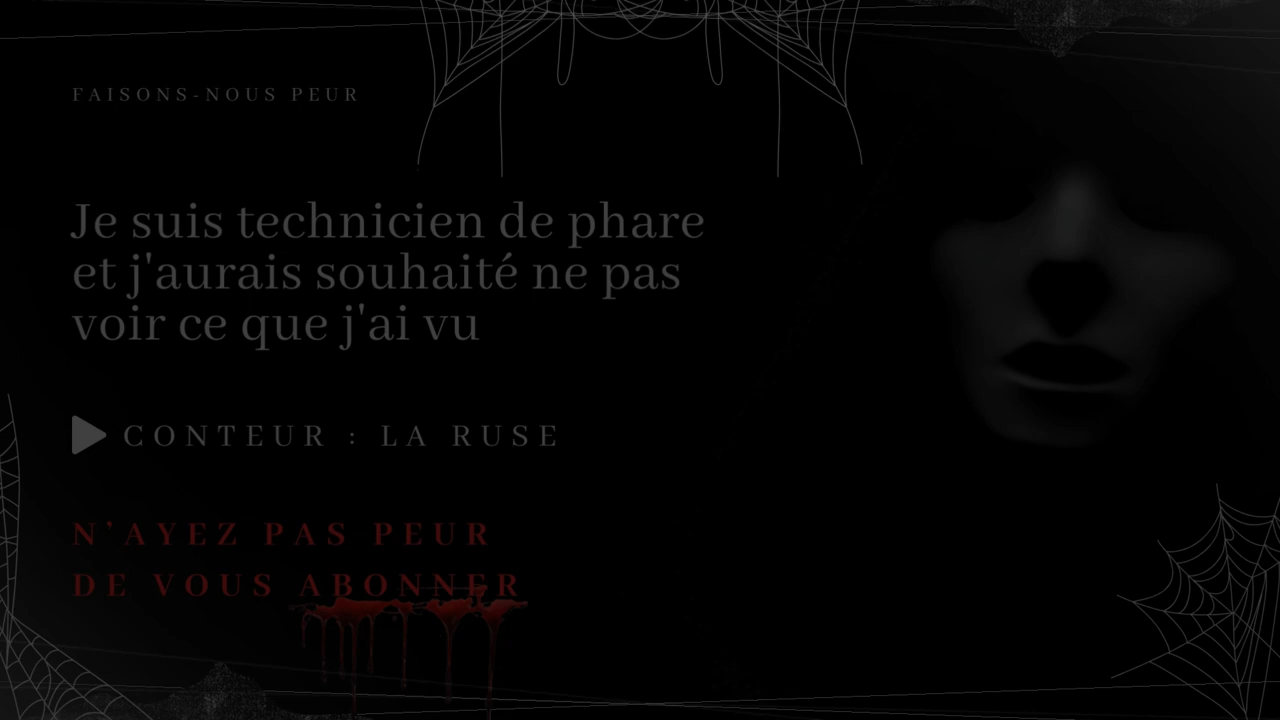 FAISONS-NOUS PEUR
Je suis technicien de phare
et j'aurais souhaité ne pas
voir ce que j'ai vu
CONTEUR : LA RUSE
N'AYEZ PAS PEUR
DE VOUS ABONNER